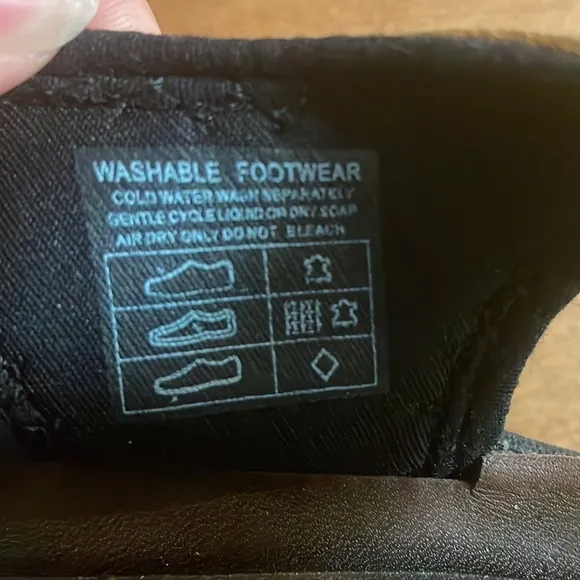 WASHABLE FOOTWEAR
COLD WATER WASH SEPARATELY
GENTLE CYCLE LIQUID OR DRY SOAP
AIR DRY ONLY DO NOT BLEACH